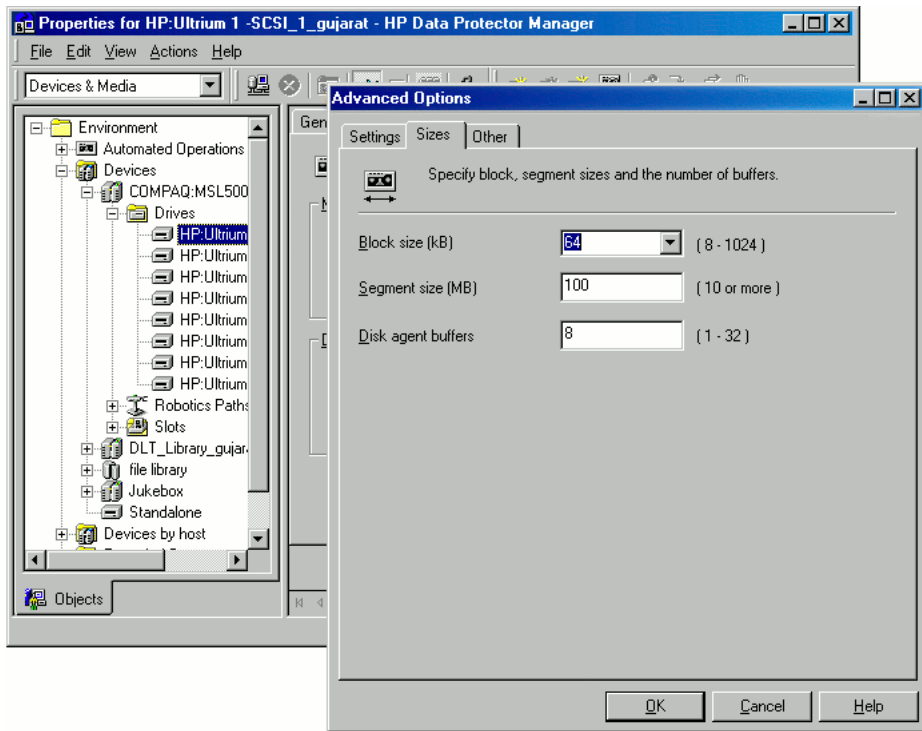 Properties for HP:Ultrium 1 -SCSI_1_gujarat - HP Data Protector Manager
File Edit View Actions Help
Devices & Media
Environment
Automated Operations
Devices
COMPAQ:MSL500
Drives
HP:Ultrium
HP:Ultrium
HP:Ultrium
HP:Ultrium
HP:Ultrium
HP:Ultrium
HP:Ultrium
HP:Ultrium
Robotics Paths
Slots
DLT_Library_gujar
file library
Jukebox
Standalone
Devices by host
Objects
Gen
Advanced Options
Settings Sizes Other
Specify block, segment sizes and the number of buffers.
Block size (kB) 64 ( 8 - 1024 )
Segment size (MB) 100 ( 10 or more )
Disk agent buffers 8 ( 1 - 32 )
OK Cancel Help